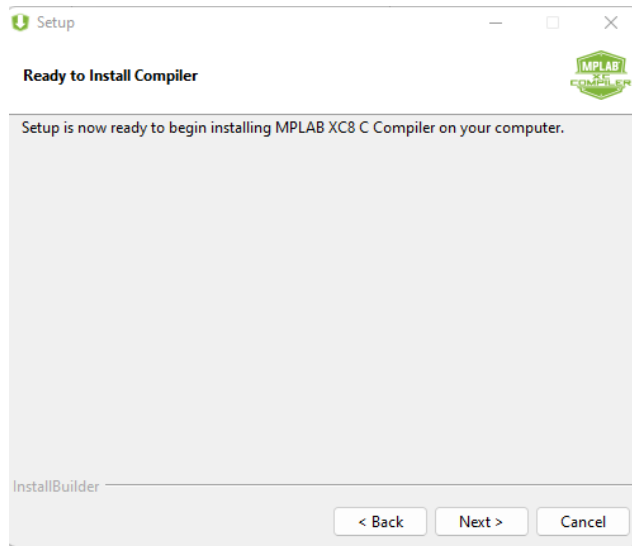 Setup
Ready to Install Compiler
MPLAB
XC
COMPILER
Setup is now ready to begin installing MPLAB XC8 C Compiler on your computer.
InstallBuilder
< Back
Next >
Cancel